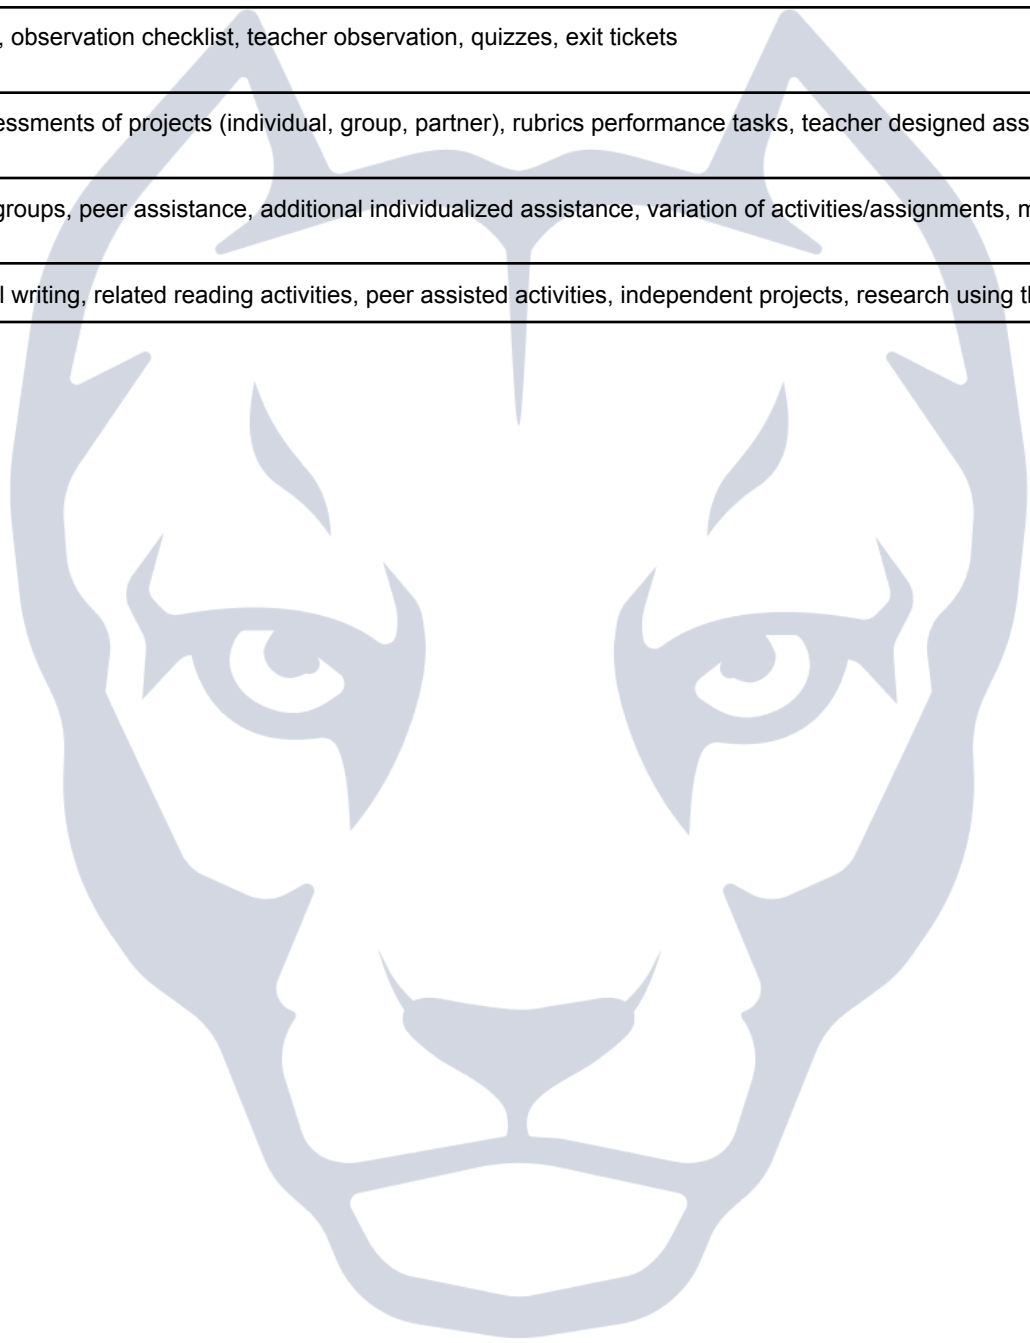 , observation checklist, teacher observation, quizzes, exit tickets
essments of projects (individual, group, partner), rubrics performance tasks, teacher designed ass
groups, peer assistance, additional individualized assistance, variation of activities/assignments, m
l writing, related reading activities, peer assisted activities, independent projects, research using th